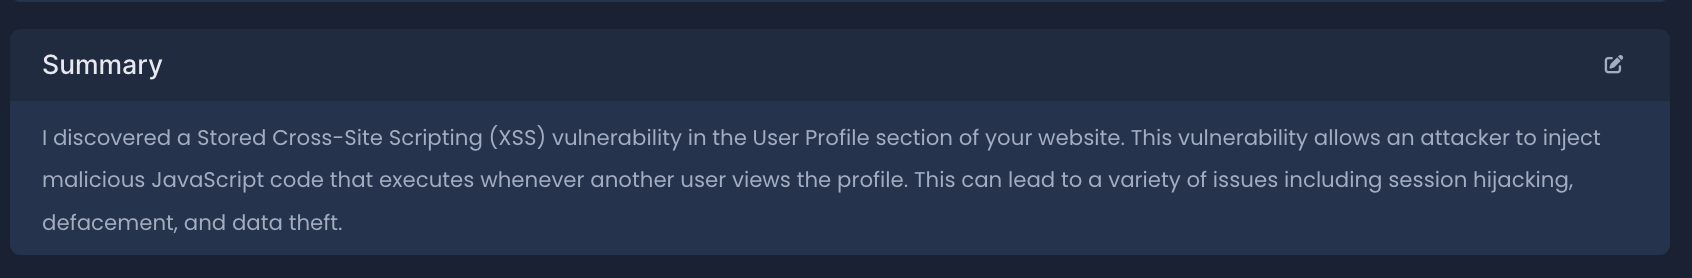 Summary
I discovered a Stored Cross-Site Scripting (XSS) vulnerability in the User Profile section of your website. This vulnerability allows an attacker to inject
malicious JavaScript code that executes whenever another user views the profile. This can lead to a variety of issues including session hijacking,
defacement, and data theft.